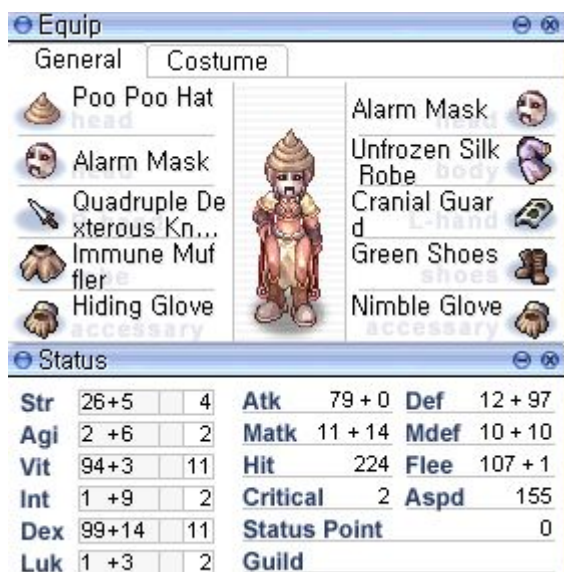 Equip
General Costume
Poo Poo Hat
head
Alarm Mask
head
Alarm Mask
head
Unfrozen Silk
Robe
body
Quadruple De
xterous Kn...
Cranial Guar
d
L-hand
Immune Muf
fler
robe
Green Shoes
shoes
Hiding Glove
accessary
Nimble Glove
accessary
Status
Str 26+5 4 Atk 79 + 0 Def 12 + 97
Agi 2 +6 2 Matk 11 + 14 Mdef 10 + 10
Vit 94+3 11 Hit 224 Flee 107 + 1
Int 1 +9 2 Critical 2 Aspd 155
Dex 99+14 11 Status Point 0
Luk 1 +3 2 Guild